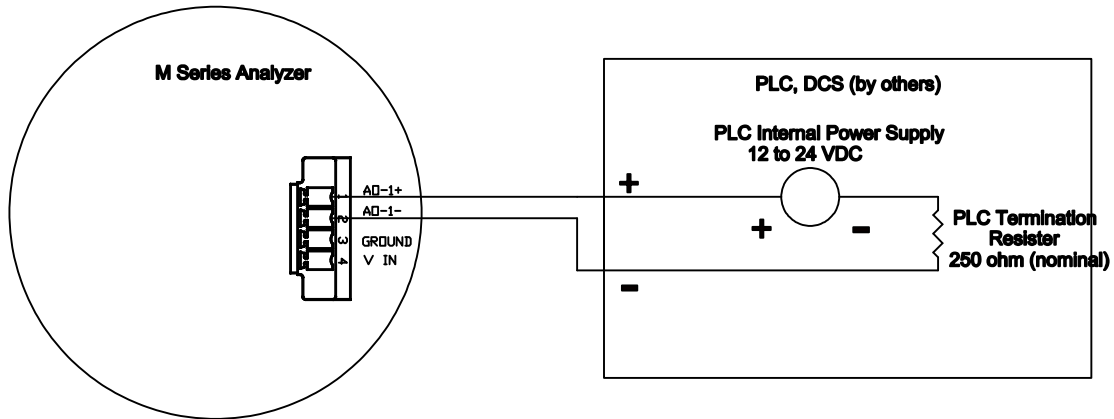 M Series Analyzer
PLC, DCS (by others)
PLC Internal Power Supply
12 to 24 VDC
+
+ -
-
1 AO-1+
2 AO-1-
3 GROUND
4 V IN
PLC Termination
Resister
250 ohm (nominal)